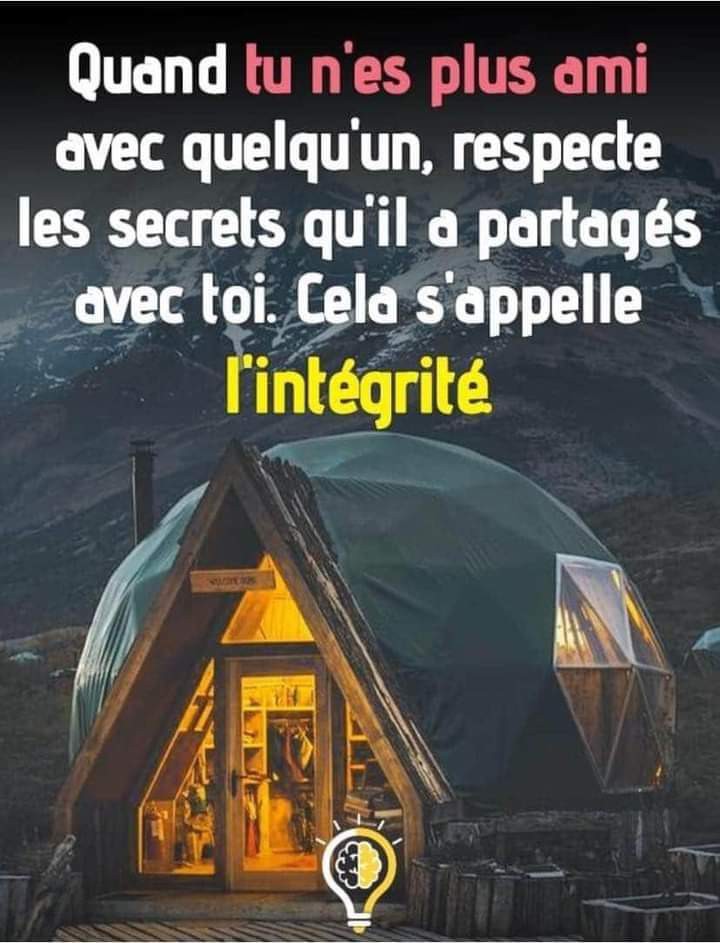 Quand tu n'es plus ami
avec quelqu'un, respecte
les secrets qu'il a partagés
avec toi. Cela s'appelle
l'intégrité